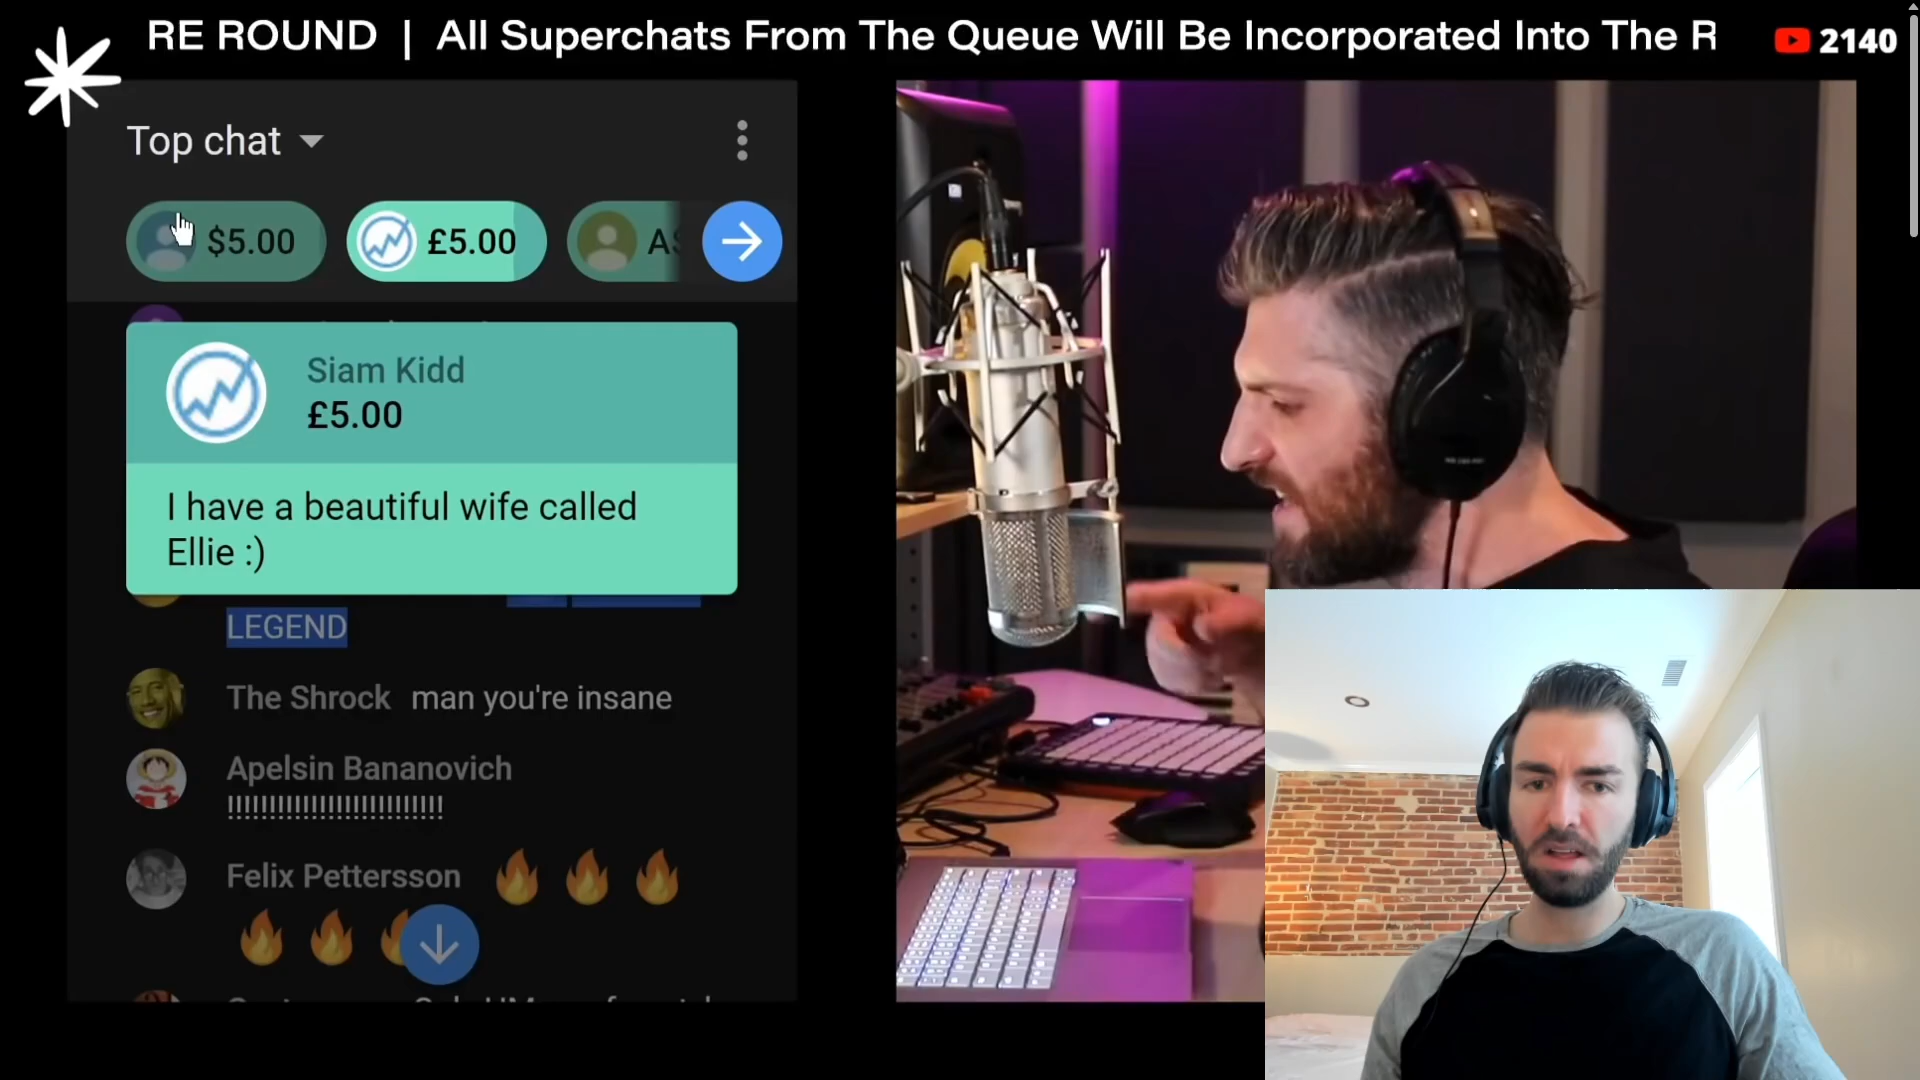 RE ROUND | All Superchats From The Queue Will Be Incorporated Into The R
2140
Top chat
$5.00
£5.00
Siam Kidd
£5.00
I have a beautiful wife called
Ellie :)
LEGEND
The Shrock man you're insane
Apelsin Bananovich
!!!!!!!!!!!!!!!!!!!!!!!!!!
Felix Pettersson 🔥 🔥 🔥
🔥 🔥 🔥